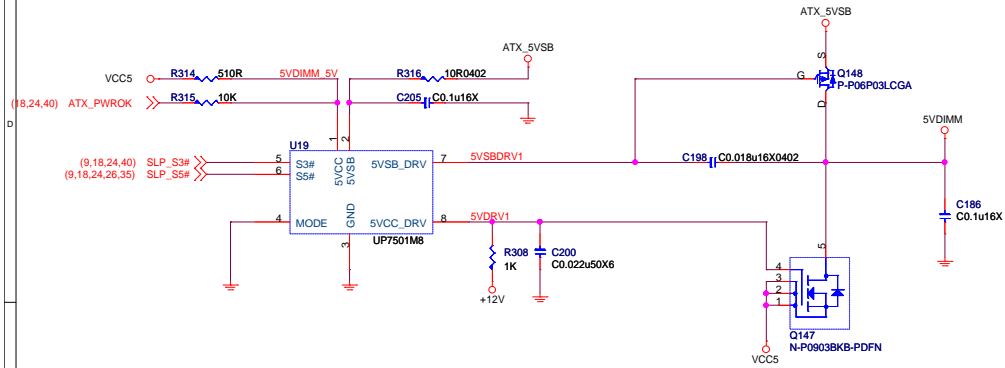 ATX_5VSB
ATX_5VSB
VCC5
R314
510R
5VDIMM_5V
R316
10R0402
S
G
D
Q148
P-P06P03LCGA
(18,24,40)
ATX_PWROK
R315
10K
C205
C0.1u16X
D
5VDIMM
U19
1
2
(9,18,24,40)
SLP_S3#
5
S3#
5VCC
5VSB
5VSB_DRV
7
5VSBDRV1
C198
C0.018u16X0402
(9,18,24,26,35)
SLP_S5#
6
S5#
C186
C0.1u16X
4
MODE
GND
5VCC_DRV
8
5VDRV1
3
UP7501M8
R308
1K
C200
C0.022u50X6
+12V
5
4
3
2
1
Q147
N-P0903BKB-PDFN
VCC5